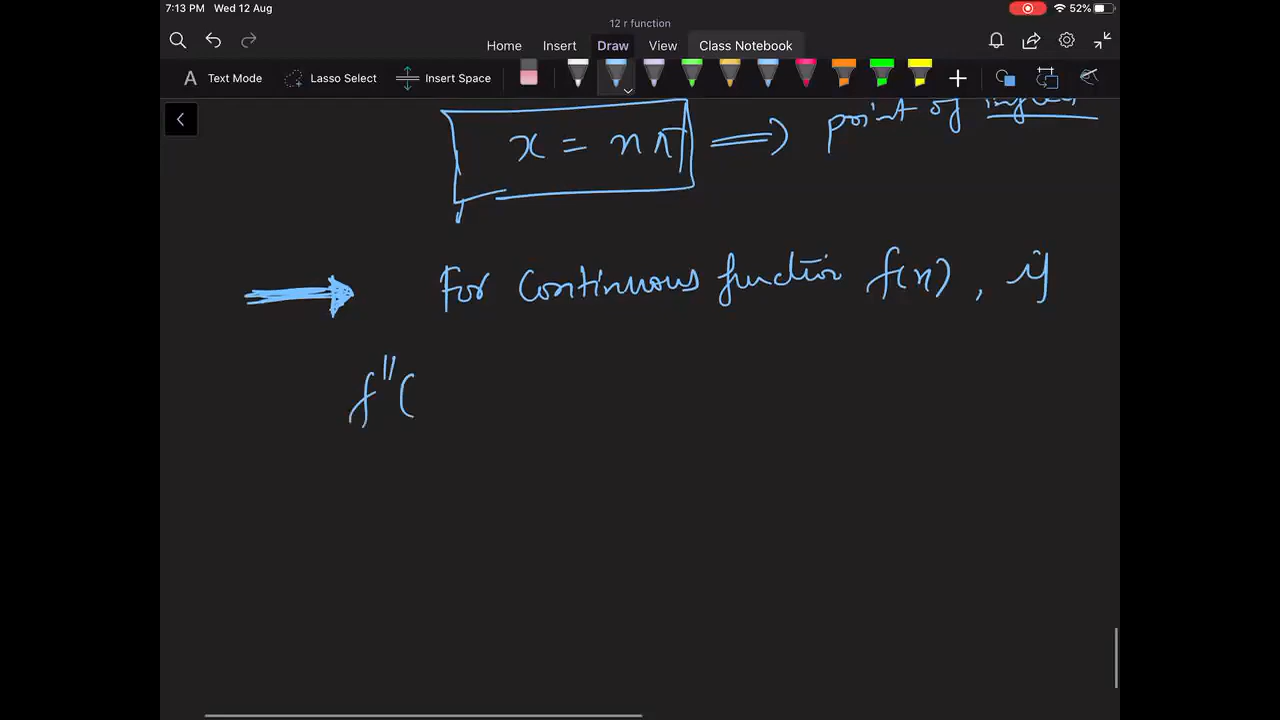 7:13 PM Wed 12 Aug
52%
12 r function
Home Insert Draw View Class Notebook
A Text Mode Lasso Select Insert Space
x = nπ ⟹ point of
For continuous function f(x), if
f"(